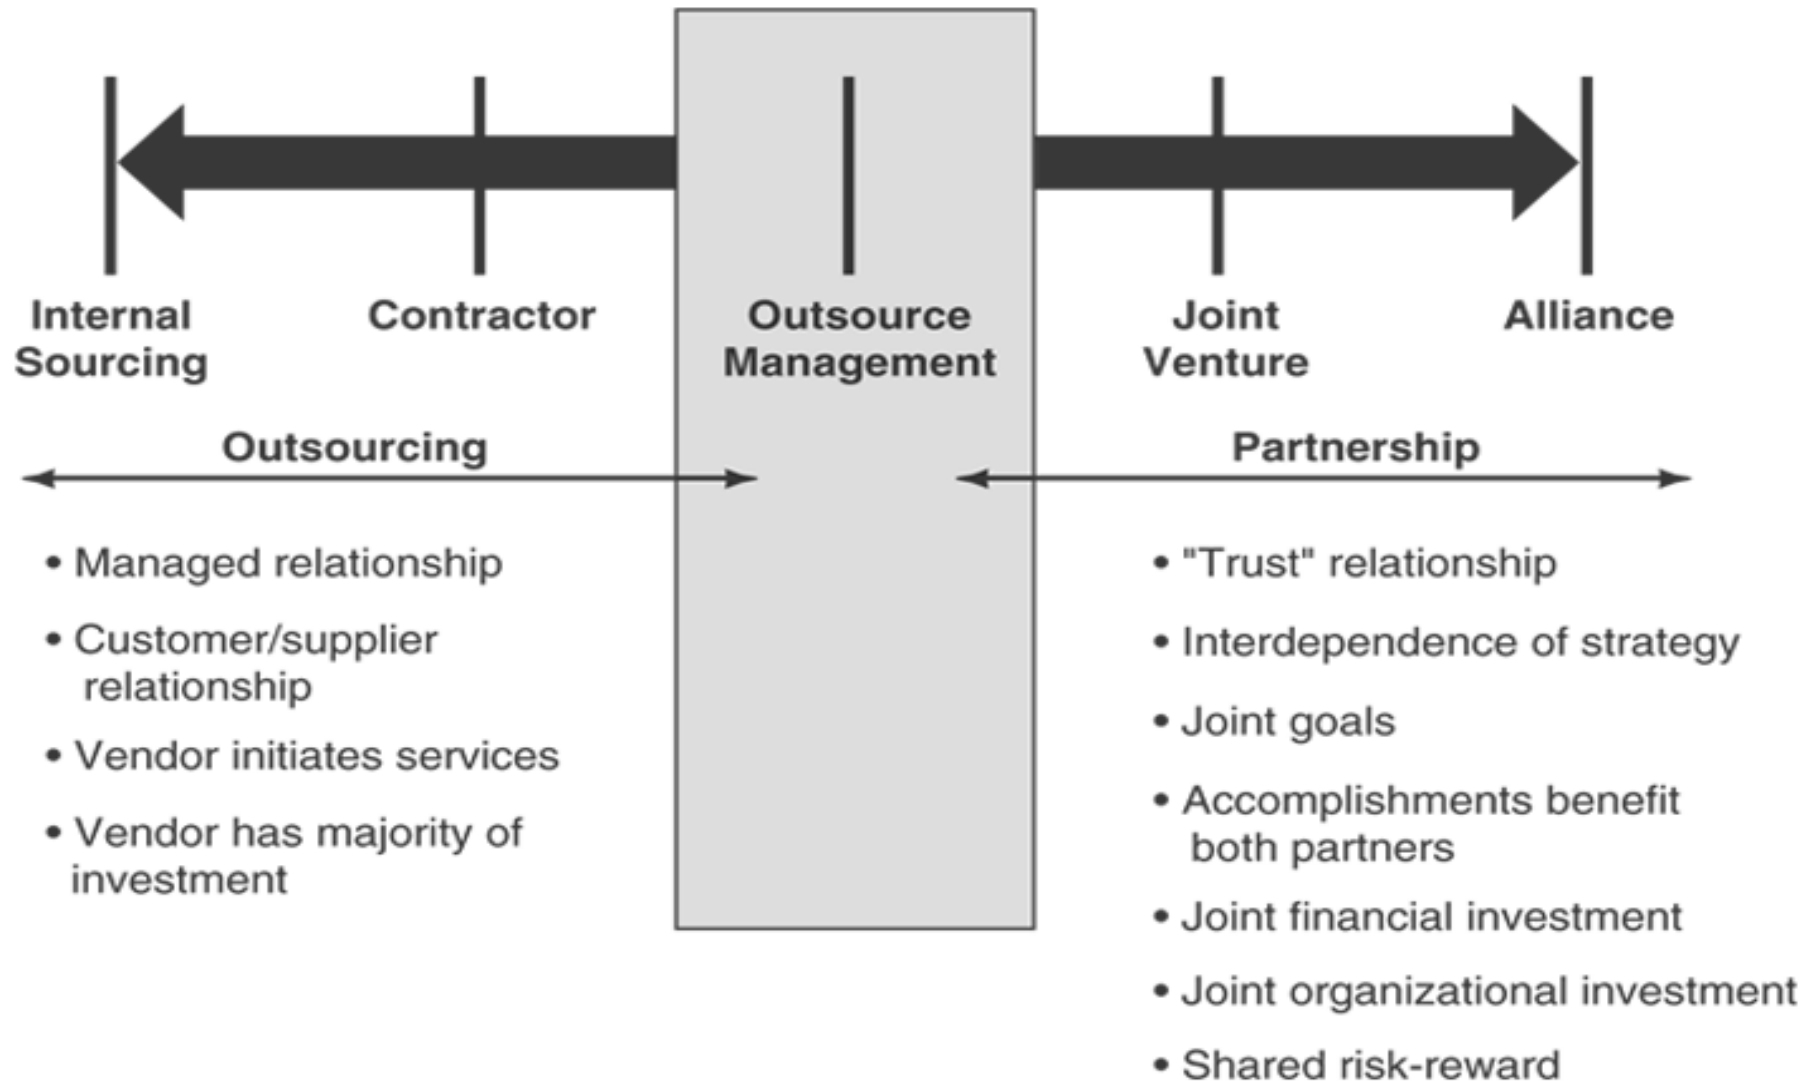 Internal
Sourcing
Contractor
Outsource
Management
Joint
Venture
Alliance
Outsourcing
• Managed relationship
• Customer/supplier
relationship
• Vendor initiates services
• Vendor has majority of
investment
Partnership
• "Trust" relationship
• Interdependence of strategy
• Joint goals
• Accomplishments benefit
both partners
• Joint financial investment
• Joint organizational investment
• Shared risk-reward